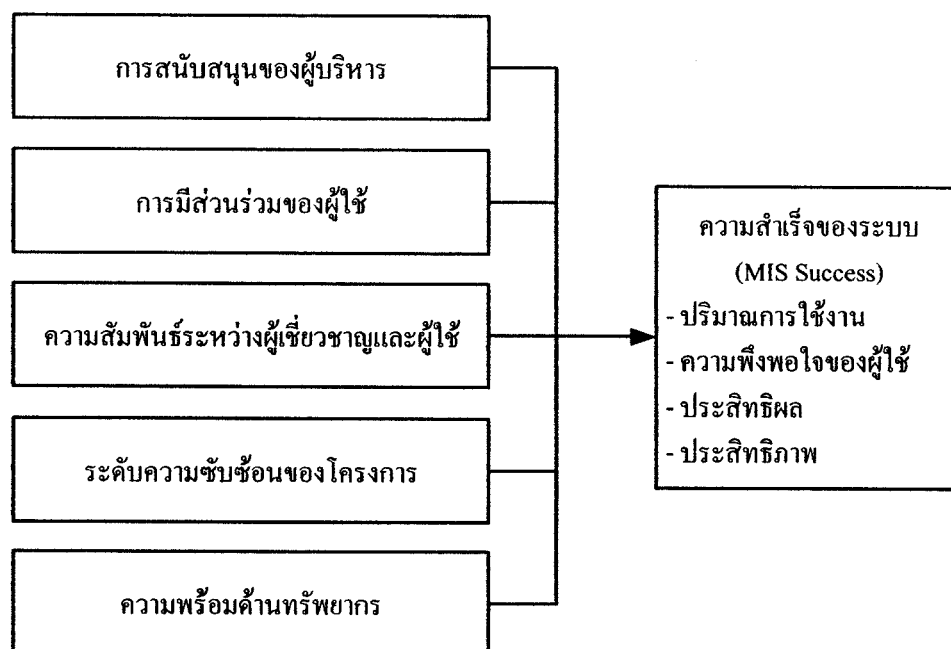 การสนับสนุนของผู้บริหาร
การมีส่วนร่วมของผู้ใช้
ความสัมพันธ์ระหว่างผู้เชี่ยวชาญและผู้ใช้
ระดับความซับซ้อนของโครงการ
ความพร้อมด้านทรัพยากร
ความสำเร็จของระบบ
(MIS Success)
- ปริมาณการใช้งาน
- ความพึงพอใจของผู้ใช้
- ประสิทธิผล
- ประสิทธิภาพ